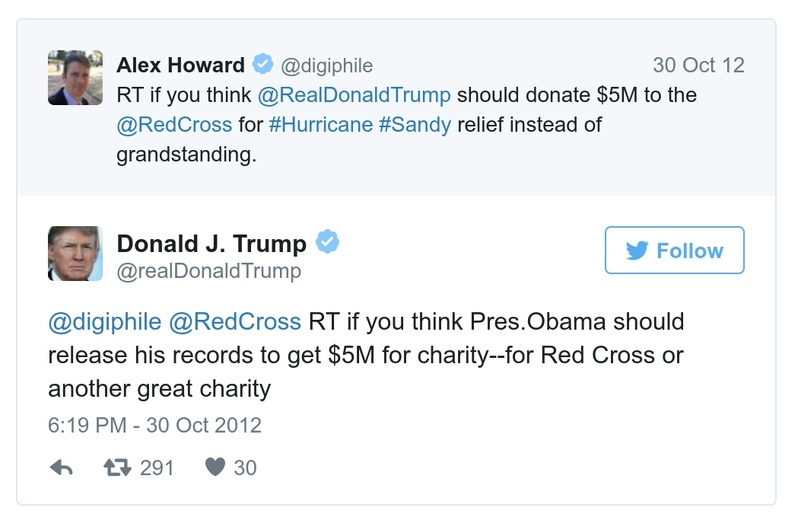 Alex Howard @digiphile 30 Oct 12
RT if you think @RealDonaldTrump should donate $5M to the
@RedCross for #Hurricane #Sandy relief instead of
grandstanding.
Donald J. Trump
@realDonaldTrump
Follow
@digiphile @RedCross RT if you think Pres.Obama should
release his records to get $5M for charity--for Red Cross or
another great charity
6:19 PM - 30 Oct 2012
291 30